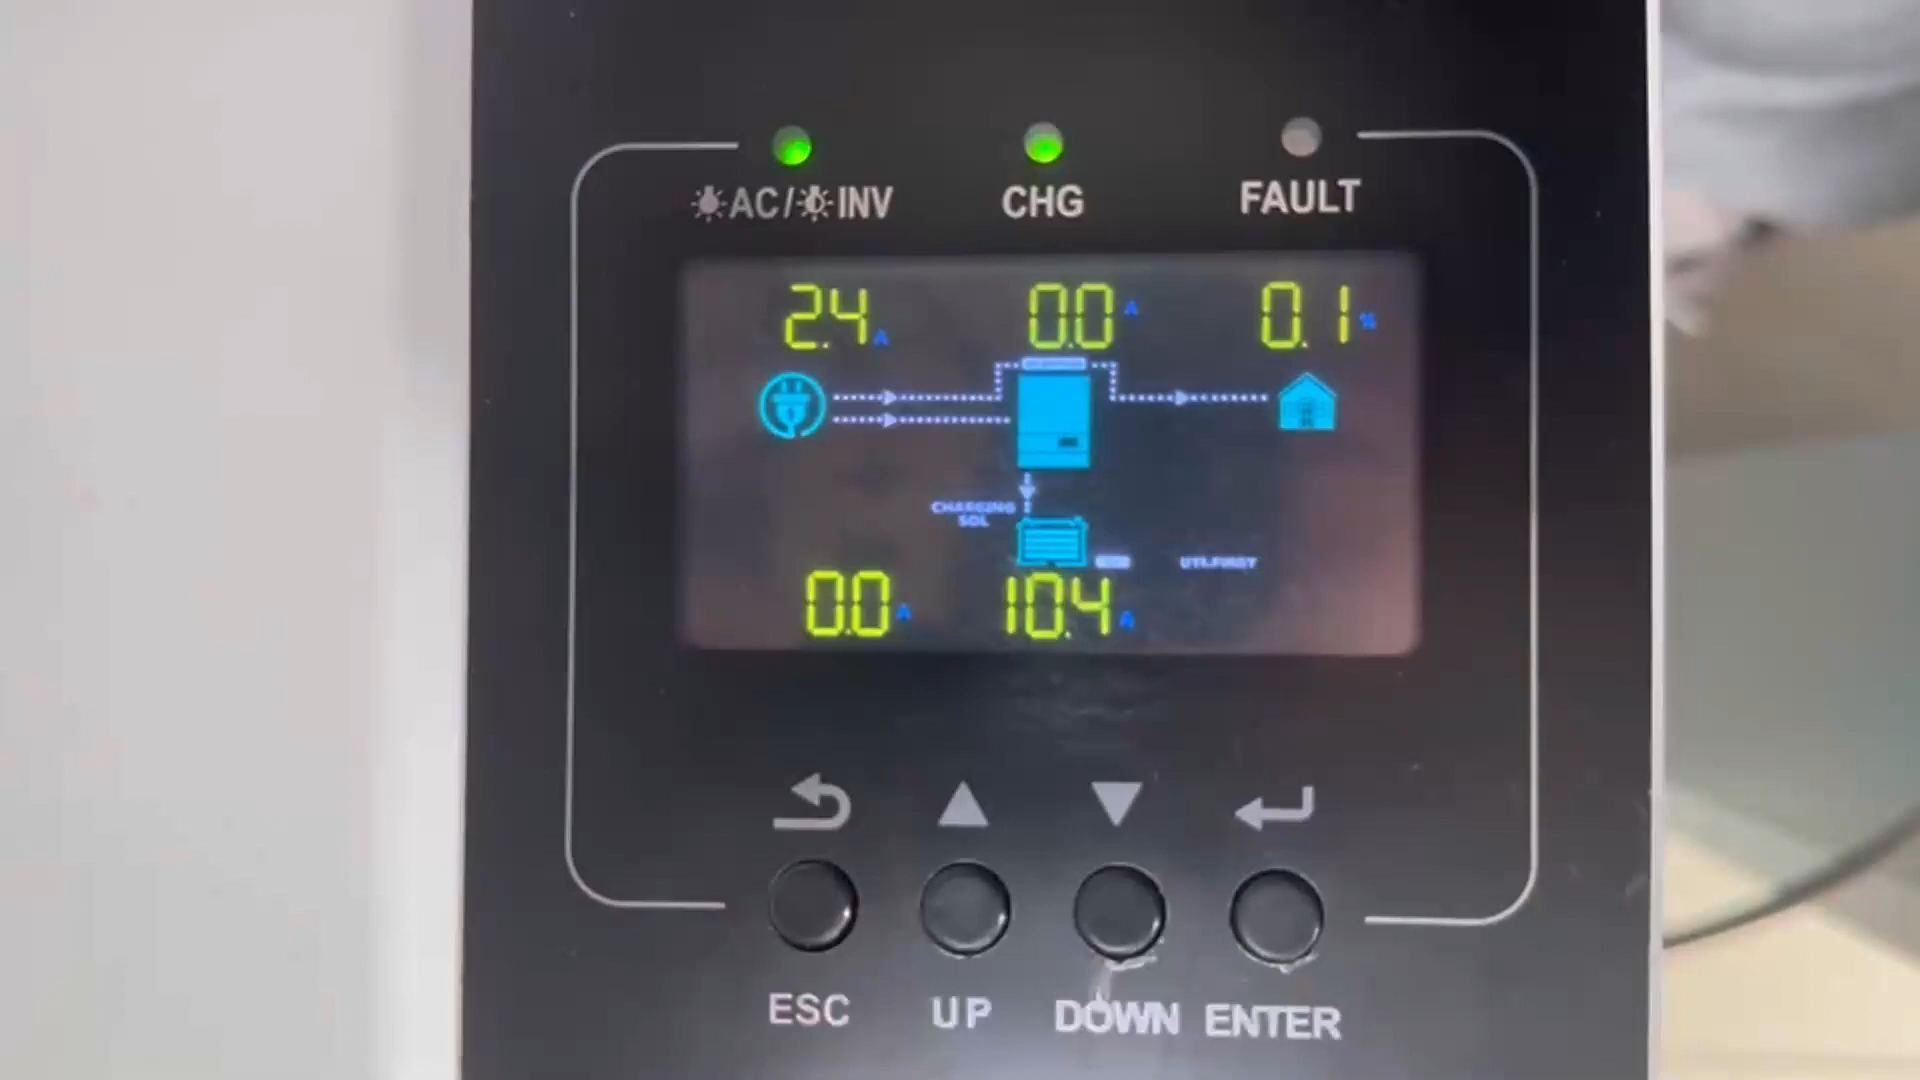 AC/ INV CHG FAULT
2.4 A 0.0 A 0.1 %
CHARGING
SOL
UTI.FIRST
0.0 A 10.4 A
ESC UP DOWN ENTER